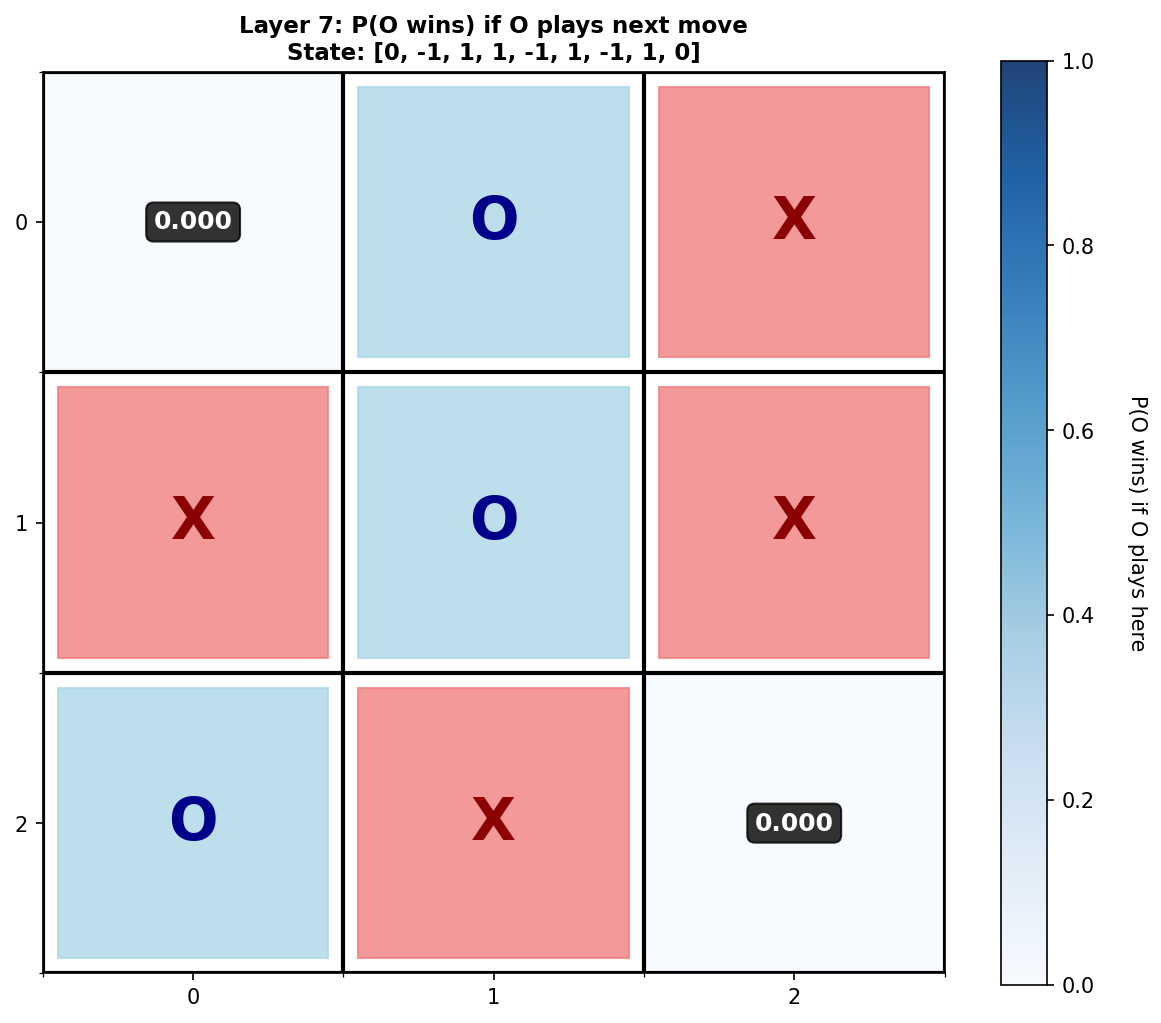 Layer 7: P(O wins) if O plays next move
State: [0, -1, 1, 1, -1, 1, -1, 1, 0]
0
0.000
O
X
1
X
O
X
2
O
X
0.000
0
1
2
1.0
0.8
0.6
0.4
0.2
0.0
P(O wins) if O plays here